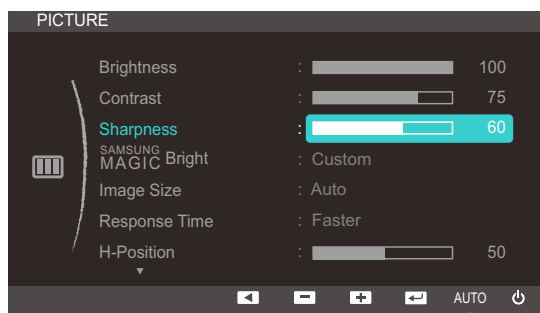 PICTURE
Brightness : 100
Contrast : 75
Sharpness : 60
SAMSUNG
MAGIC Bright : Custom
Image Size : Auto
Response Time : Faster
H-Position : 50
AUTO